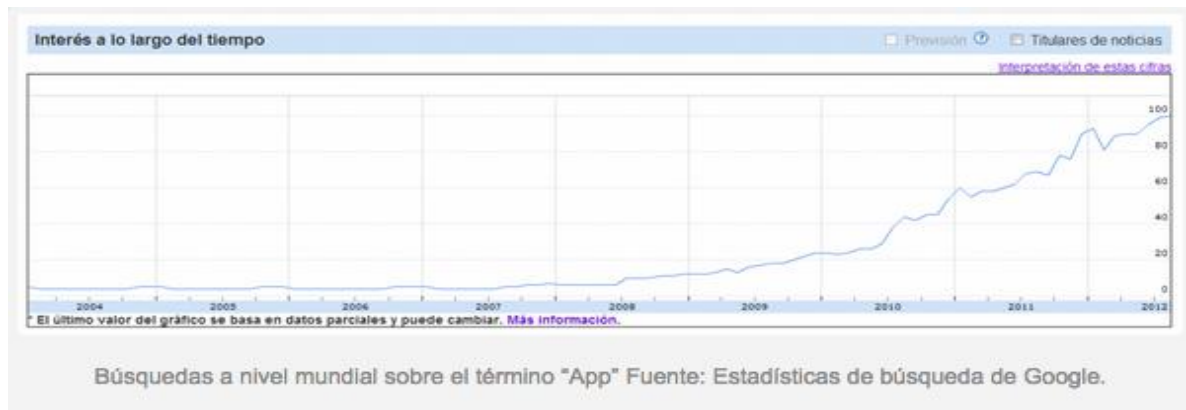 Interés a lo largo del tiempo
Previsión ? Titulares de noticias
Interpretación de estas cifras
100
80
60
40
20
0
2004 2005 2006 2007 2008 2009 2010 2011 2012
* El último valor del gráfico se basa en datos parciales y puede cambiar. Más información.
Búsquedas a nivel mundial sobre el término “App” Fuente: Estadísticas de búsqueda de Google.